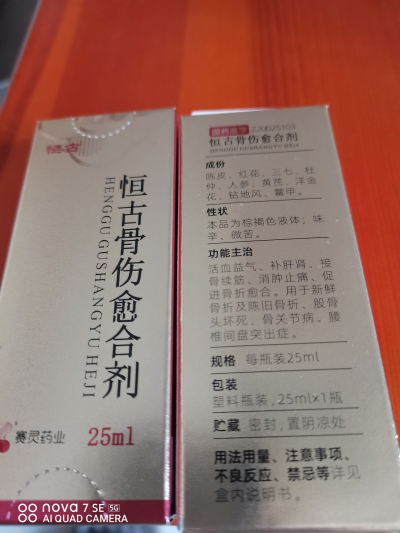 恒古
恒古骨伤愈合剂
HENGGU GUSHANGYU HEJI
赛灵药业
25ml
国药准字 Z20025103
恒古骨伤愈合剂
HENGGU GUSHANGYU HEJI
成份
陈皮、红花、三七、杜
仲、人参、黄芪、洋金
花、钻地风、鳖甲。
性状
本品为棕褐色液体；味
辛、微苦。
功能主治
活血益气、补肝肾、接
骨续筋、消肿止痛、促
进骨折愈合。用于新鲜
骨折及陈旧骨折、股骨
头坏死、骨关节病、腰
椎间盘突出症。
规格 每瓶装25ml
包装
塑料瓶装，25ml×1瓶
贮藏 密封，置阴凉处
用法用量、注意事项、
不良反应、禁忌等详见
盒内说明书。
nova 7 SE 5G
AI QUAD CAMERA